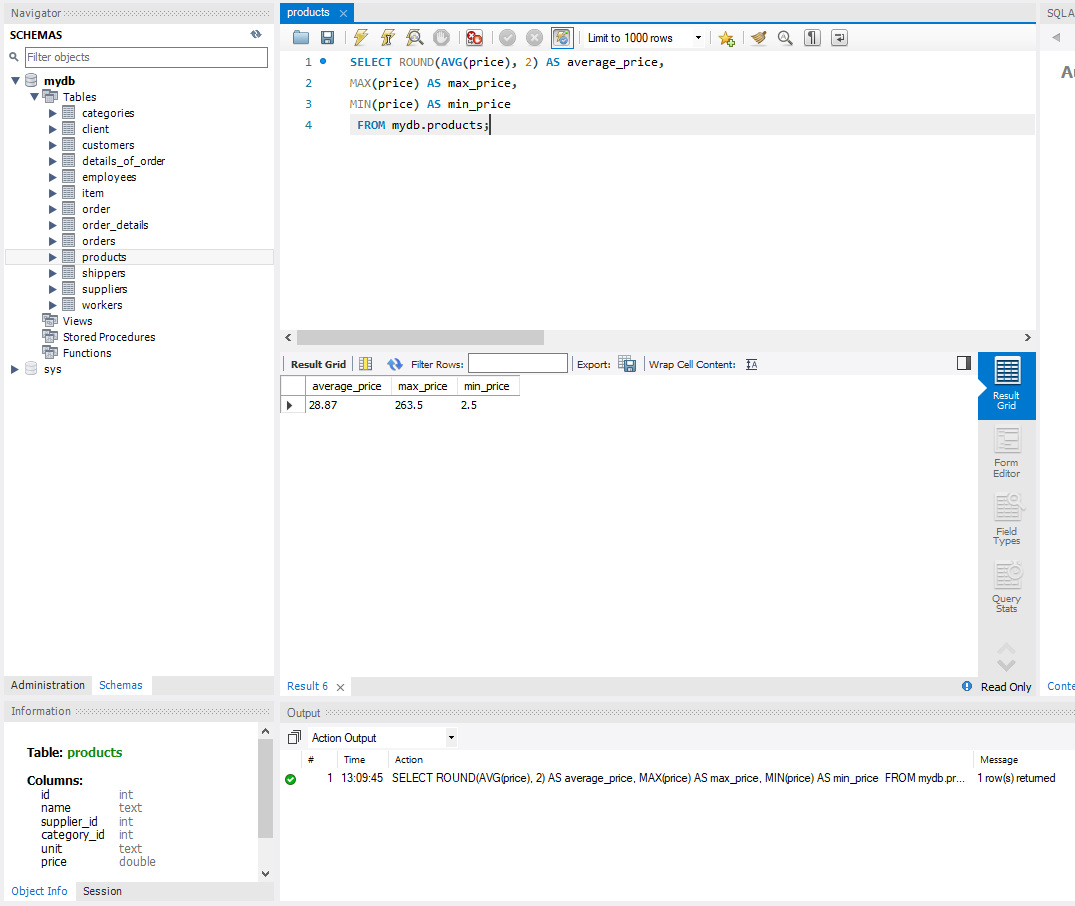 Navigator
SCHEMAS
Filter objects
mydb
Tables
categories
client
customers
details_of_order
employees
item
order
order_details
orders
products
shippers
suppliers
workers
Views
Stored Procedures
Functions
sys
Administration Schemas
Information
Table: products
Columns:
id int
name text
supplier_id int
category_id int
unit text
price double
Object Info Session
products
Limit to 1000 rows
1 SELECT ROUND(AVG(price), 2) AS average_price,
2 MAX(price) AS max_price,
3 MIN(price) AS min_price
4 FROM mydb.products;
Result Grid Filter Rows: Export: Wrap Cell Content:
average_price max_price min_price
28.87 263.5 2.5
Result
Grid
Form
Editor
Field
Types
Query
Stats
Result 6 Read Only
Output
Action Output
# Time Action Message
1 13:09:45 SELECT ROUND(AVG(price), 2) AS average_price, MAX(price) AS max_price, MIN(price) AS min_price FROM mydb.pr... 1 row(s) returned
SQLA
A
Conte